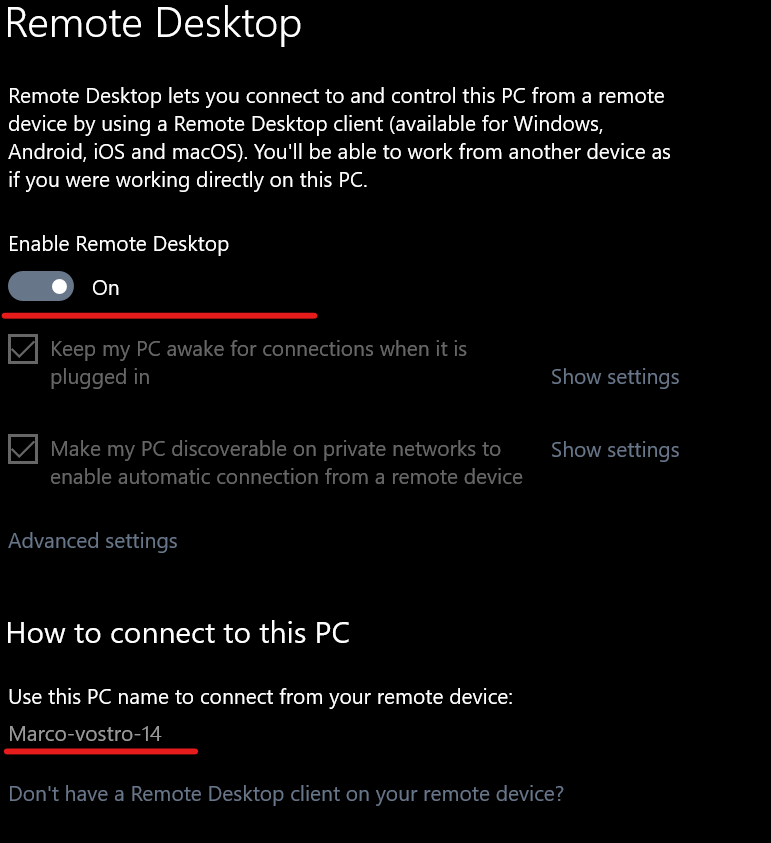 Remote Desktop
Remote Desktop lets you connect to and control this PC from a remote
device by using a Remote Desktop client (available for Windows,
Android, iOS and macOS). You'll be able to work from another device as
if you were working directly on this PC.
Enable Remote Desktop
On
Keep my PC awake for connections when it is
plugged in
Show settings
Make my PC discoverable on private networks to
enable automatic connection from a remote device
Show settings
Advanced settings
How to connect to this PC
Use this PC name to connect from your remote device:
Marco-vostro-14
Don't have a Remote Desktop client on your remote device?